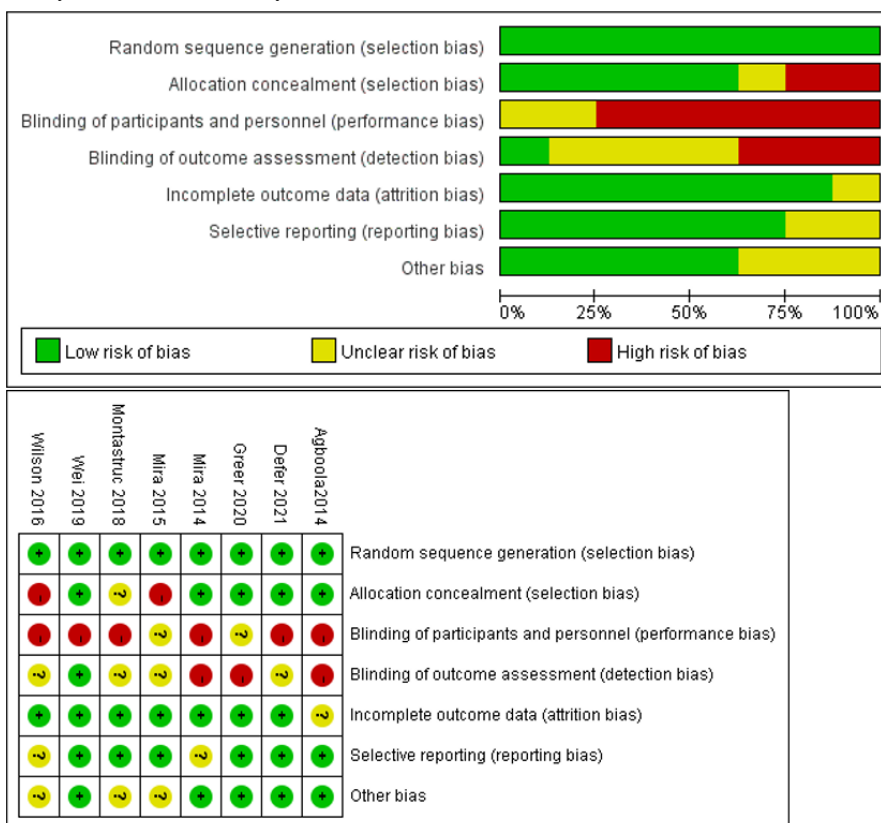 Random sequence generation (selection bias)
Allocation concealment (selection bias)
Blinding of participants and personnel (performance bias)
Blinding of outcome assessment (detection bias)
Incomplete outcome data (attrition bias)
Selective reporting (reporting bias)
Other bias
0% 25% 50% 75% 100%
Low risk of bias Unclear risk of bias High risk of bias
Wilson 2016 Wei 2019 Montastruc 2018 Mira 2015 Mira 2014 Greer 2020 Defer 2021 Agboola2014
+ + + + + + + + Random sequence generation (selection bias)
- + ? - + + + + Allocation concealment (selection bias)
- - - ? - ? - - Blinding of participants and personnel (performance bias)
? + ? ? - - ? - Blinding of outcome assessment (detection bias)
+ + + + + + + ? Incomplete outcome data (attrition bias)
? + + + ? + + + Selective reporting (reporting bias)
? + ? ? + + + + Other bias